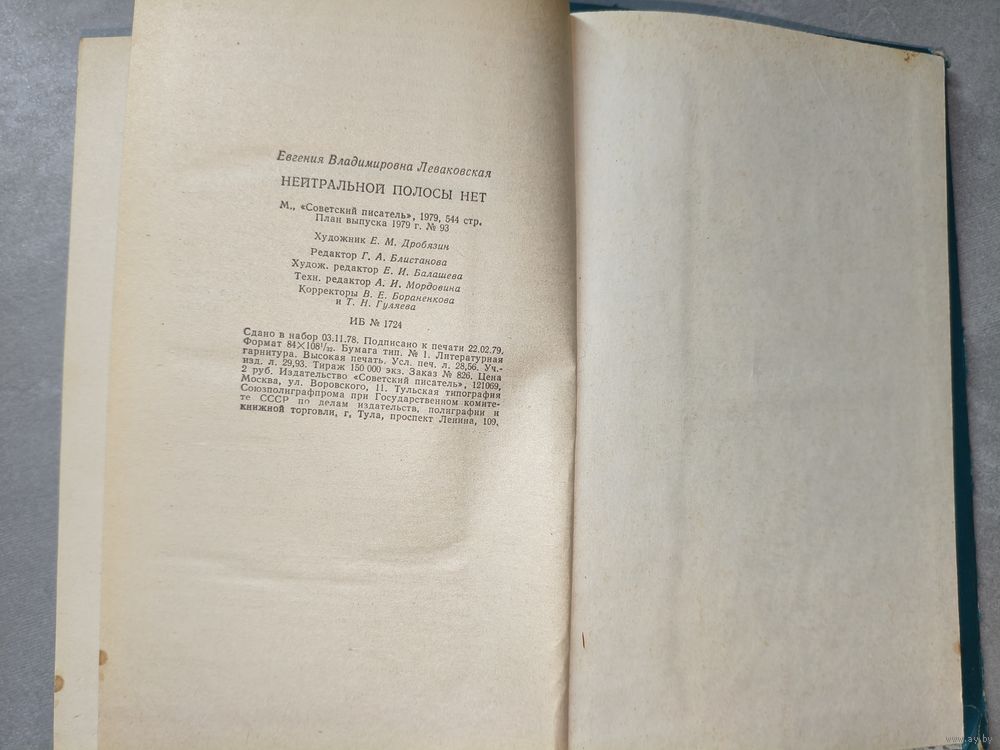 Евгения Владимировна Леваковская
НЕЙТРАЛЬНОЙ ПОЛОСЫ НЕТ
М., «Советский писатель», 1979, 544 стр.
План выпуска 1979 г. № 93
Художник Е. М. Дробязин
Редактор Г. А. Блистанова
Худож. редактор Е. И. Балашева
Техн. редактор А. И. Мордовина
Корректоры В. Е. Бораненкова
и Т. Н. Гуляева
ИБ № 1724
Сдано в набор 03.11.78. Подписано к печати 22.02.79.
Формат 84×108¹/₃₂. Бумага тип. № 1. Литературная
гарнитура. Высокая печать. Усл. печ. л. 28,56. Уч.-
изд. л. 29,93. Тираж 150 000 экз. Заказ № 826. Цена
2 руб. Издательство «Советский писатель», 121069,
Москва, ул. Воровского, 11. Тульская типография
Союзполиграфпрома при Государственном комите-
те СССР по делам издательств, полиграфии и
книжной торговли, г. Тула, проспект Ленина, 109.
www.ay.by